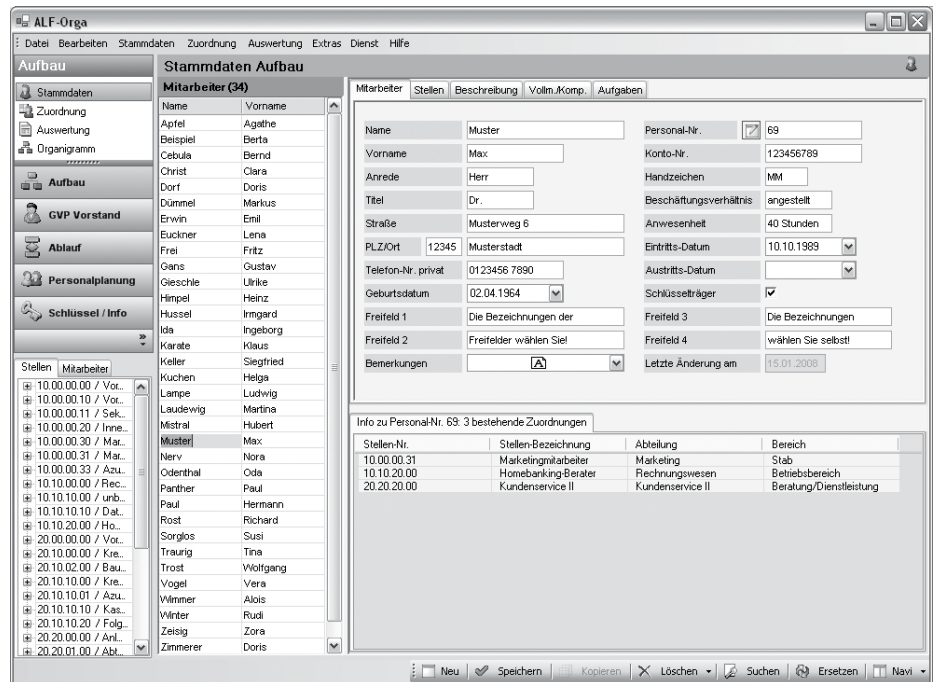 ALF-Orga
Datei Bearbeiten Stammdaten Zuordnung Auswertung Extras Dienst Hilfe
Aufbau
Stammdaten
Zuordnung
Auswertung
Organigramm
Aufbau
GVP Vorstand
Ablauf
Personalplanung
Schlüssel / Info
»
Stellen Mitarbeiter
10.00.00.00 / Vor...
10.00.00.10 / Vor...
10.00.00.11 / Sek...
10.00.00.20 / Inne...
10.00.00.30 / Mar...
10.00.00.31 / Mar...
10.00.00.33 / Azu...
10.10.00.00 / Rec...
10.10.10.00 / unb...
10.10.10.10 / Dat...
10.10.20.00 / Ho...
20.00.00.00 / Vor...
20.10.00.00 / Kre...
20.10.02.00 / Bau...
20.10.10.00 / Kre...
20.10.10.01 / Azu...
20.10.10.10 / Kas...
20.10.10.20 / Folg...
20.20.00.00 / Anl...
20.20.01.00 / Abt...
Stammdaten Aufbau
Mitarbeiter (34)
Name Vorname
Apfel Agathe
Beispiel Berta
Cebula Bernd
Christ Clara
Dorf Doris
Dümmel Markus
Erwin Emil
Euckner Lena
Frei Fritz
Gans Gustav
Gieschle Ulrike
Himpel Heinz
Hussel Irmgard
Ida Ingeborg
Karate Klaus
Keller Siegfried
Kuchen Helga
Lampe Ludwig
Laudewig Martina
Mistral Hubert
Muster Max
Nerv Nora
Odenthal Oda
Panther Paul
Paul Hermann
Rost Richard
Sorglos Susi
Traurig Tina
Trost Wolfgang
Vogel Vera
Wimmer Alois
Winter Rudi
Zeisig Zora
Zimmerer Doris
Mitarbeiter Stellen Beschreibung Vollm./Komp. Aufgaben
Name Muster Personal-Nr. 69
Vorname Max Konto-Nr. 123456789
Anrede Herr Handzeichen MM
Titel Dr. Beschäftungsverhältnis angestellt
Straße Musterweg 6 Anwesenheit 40 Stunden
PLZ/Ort 12345 Musterstadt Eintritts-Datum 10.10.1989
Telefon-Nr. privat 0123456 7890 Austritts-Datum
Geburtsdatum 02.04.1964 Schlüsselträger
Freifeld 1 Die Bezeichnungen der Freifeld 3 Die Bezeichnungen
Freifeld 2 Freifelder wählen Sie! Freifeld 4 wählen Sie selbst!
Bemerkungen A Letzte Änderung am 15.01.2008
Info zu Personal-Nr. 69: 3 bestehende Zuordnungen
Stellen-Nr. Stellen-Bezeichnung Abteilung Bereich
10.00.00.31 Marketingmitarbeiter Marketing Stab
10.10.20.00 Homebanking-Berater Rechnungswesen Betriebsbereich
20.20.20.00 Kundenservice II Kundenservice II Beratung/Dienstleistung
Neu Speichern Kopieren Löschen Suchen Ersetzen Navi